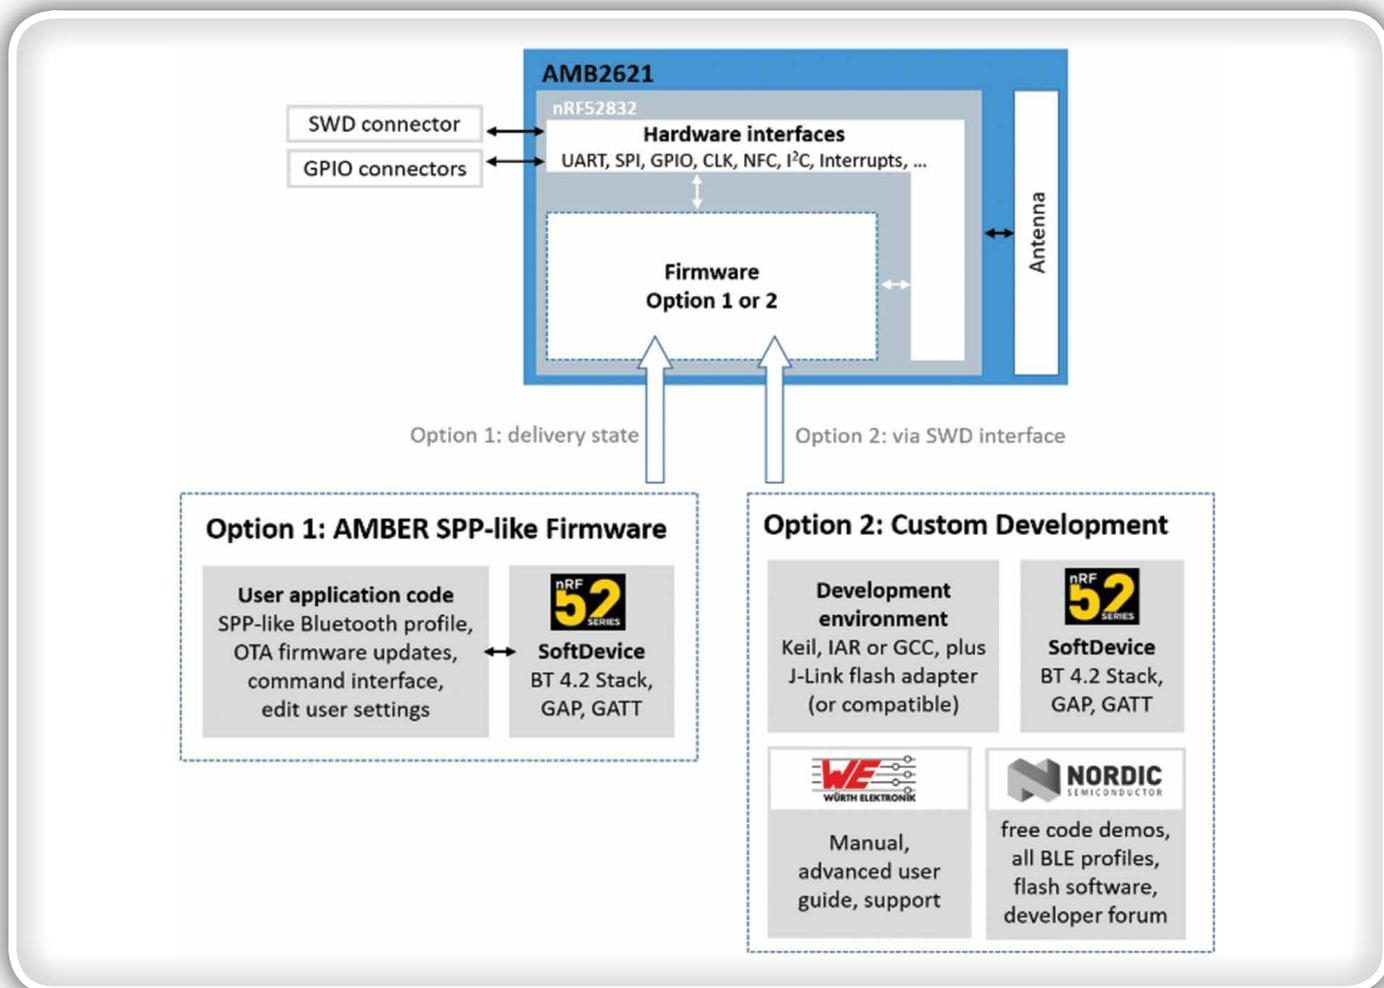 AMB2621
nRF52832
SWD connector
GPIO connectors
Hardware interfaces
UART, SPI, GPIO, CLK, NFC, I²C, Interrupts, ...
Antenna
Firmware
Option 1 or 2
Option 1: delivery state
Option 2: via SWD interface
Option 1: AMBER SPP-like Firmware
User application code
SPP-like Bluetooth profile,
OTA firmware updates,
command interface,
edit user settings
nRF
52
SERIES
SoftDevice
BT 4.2 Stack,
GAP, GATT
Option 2: Custom Development
Development
environment
Keil, IAR or GCC, plus
J-Link flash adapter
(or compatible)
nRF
52
SERIES
SoftDevice
BT 4.2 Stack,
GAP, GATT
WE
WÜRTH ELEKTRONIK
Manual,
advanced user
guide, support
NORDIC
SEMICONDUCTOR
free code demos,
all BLE profiles,
flash software,
developer forum